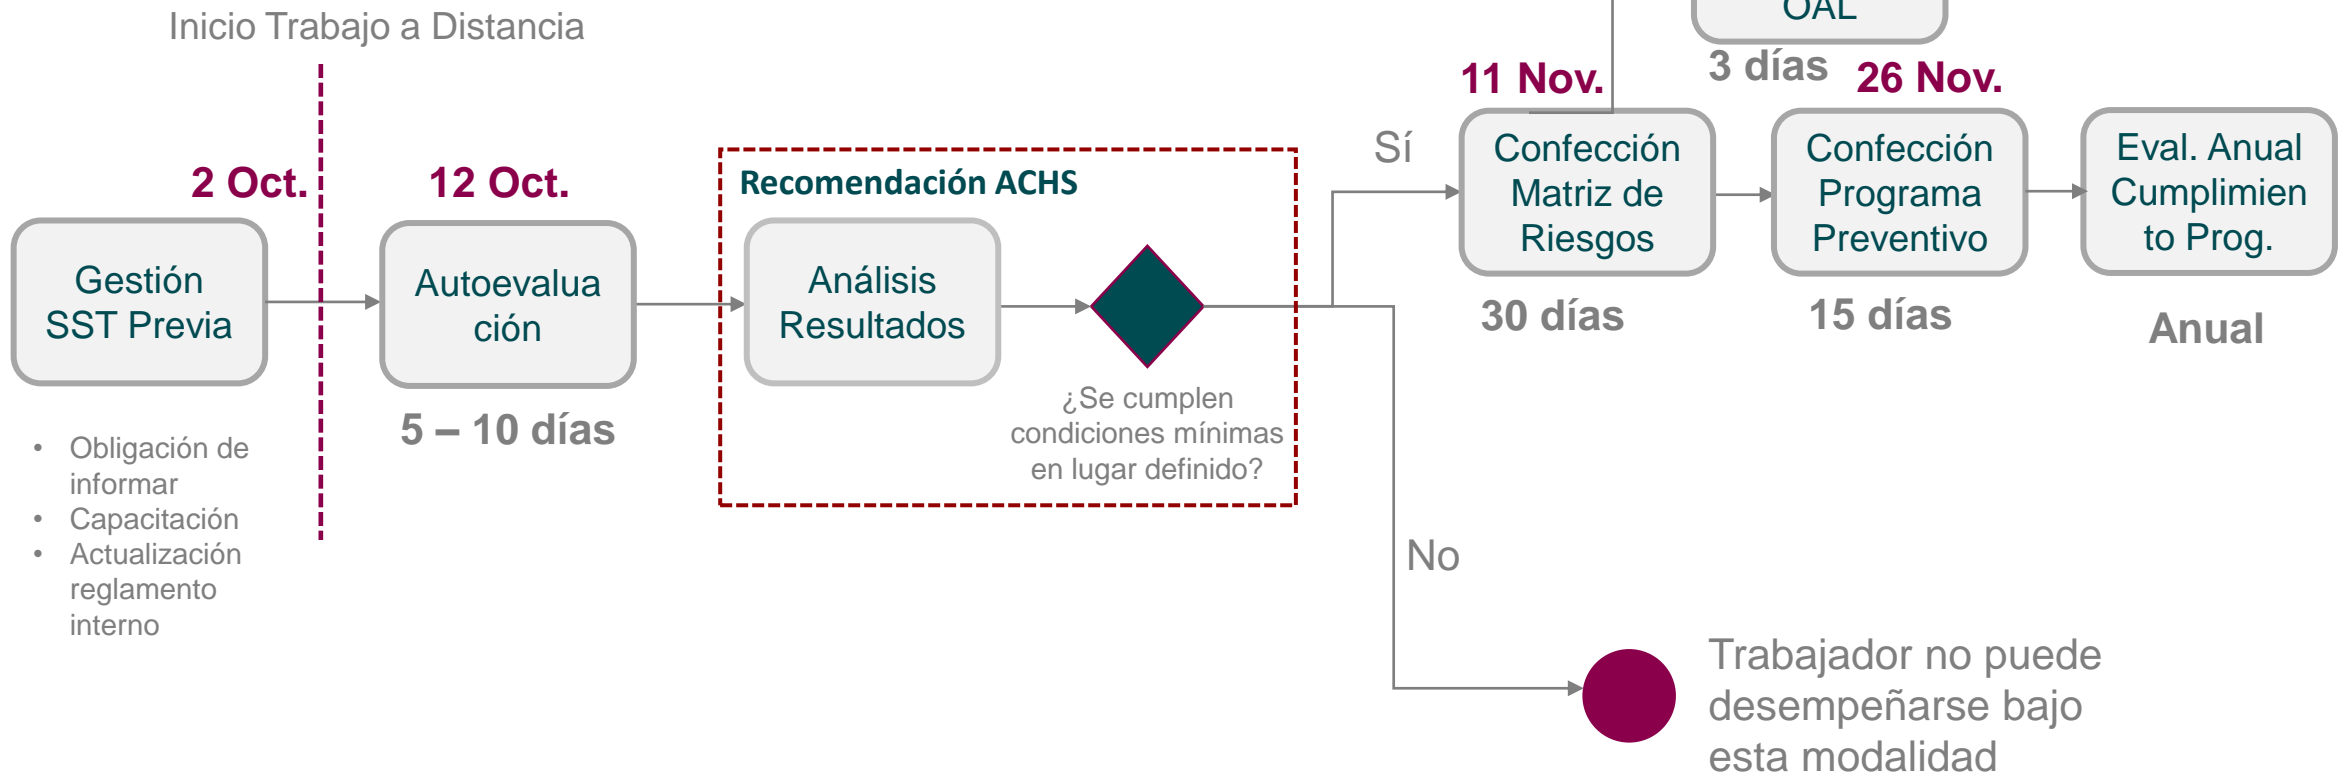 Inicio Trabajo a Distancia
OAL
3 días
11 Nov.
26 Nov.
2 Oct.
12 Oct.
Recomendación ACHS
Sí
Gestión
SST Previa
Autoevalua
ción
Análisis
Resultados
Confección
Matriz de
Riesgos
Confección
Programa
Preventivo
Eval. Anual
Cumplimien
to Prog.
30 días
15 días
Anual
5 – 10 días
¿Se cumplen
condiciones mínimas
en lugar definido?
• Obligación de
informar
• Capacitación
• Actualización
reglamento
interno
No
Trabajador no puede
desempeñarse bajo
esta modalidad